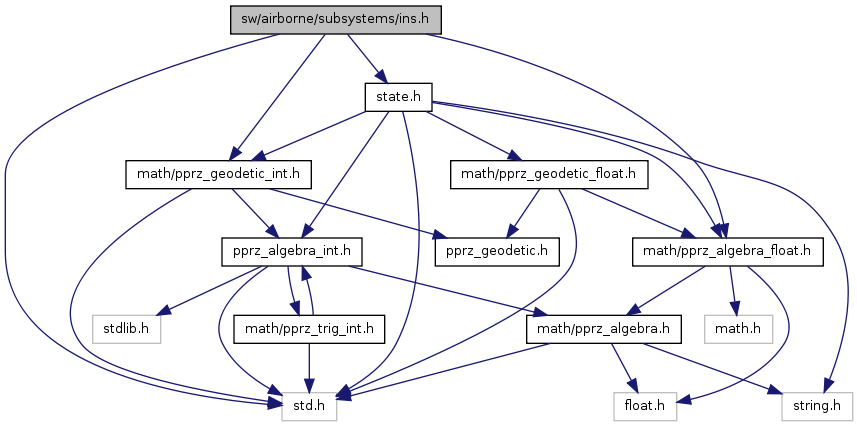 sw/airborne/subsystems/ins.h
state.h
math/pprz_geodetic_int.h
math/pprz_geodetic_float.h
pprz_algebra_int.h
pprz_geodetic.h
math/pprz_algebra_float.h
stdlib.h
math/pprz_trig_int.h
math/pprz_algebra.h
math.h
std.h
float.h
string.h